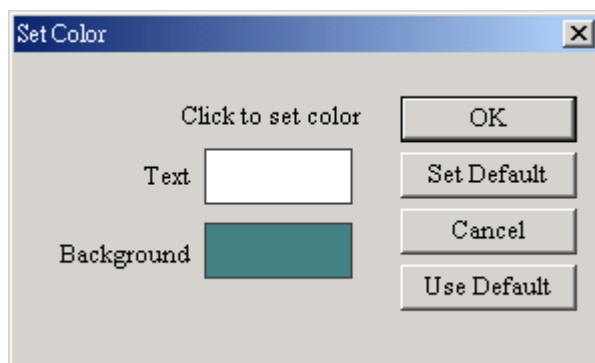 Set Color
Click to set color
Text
Background
OK
Set Default
Cancel
Use Default